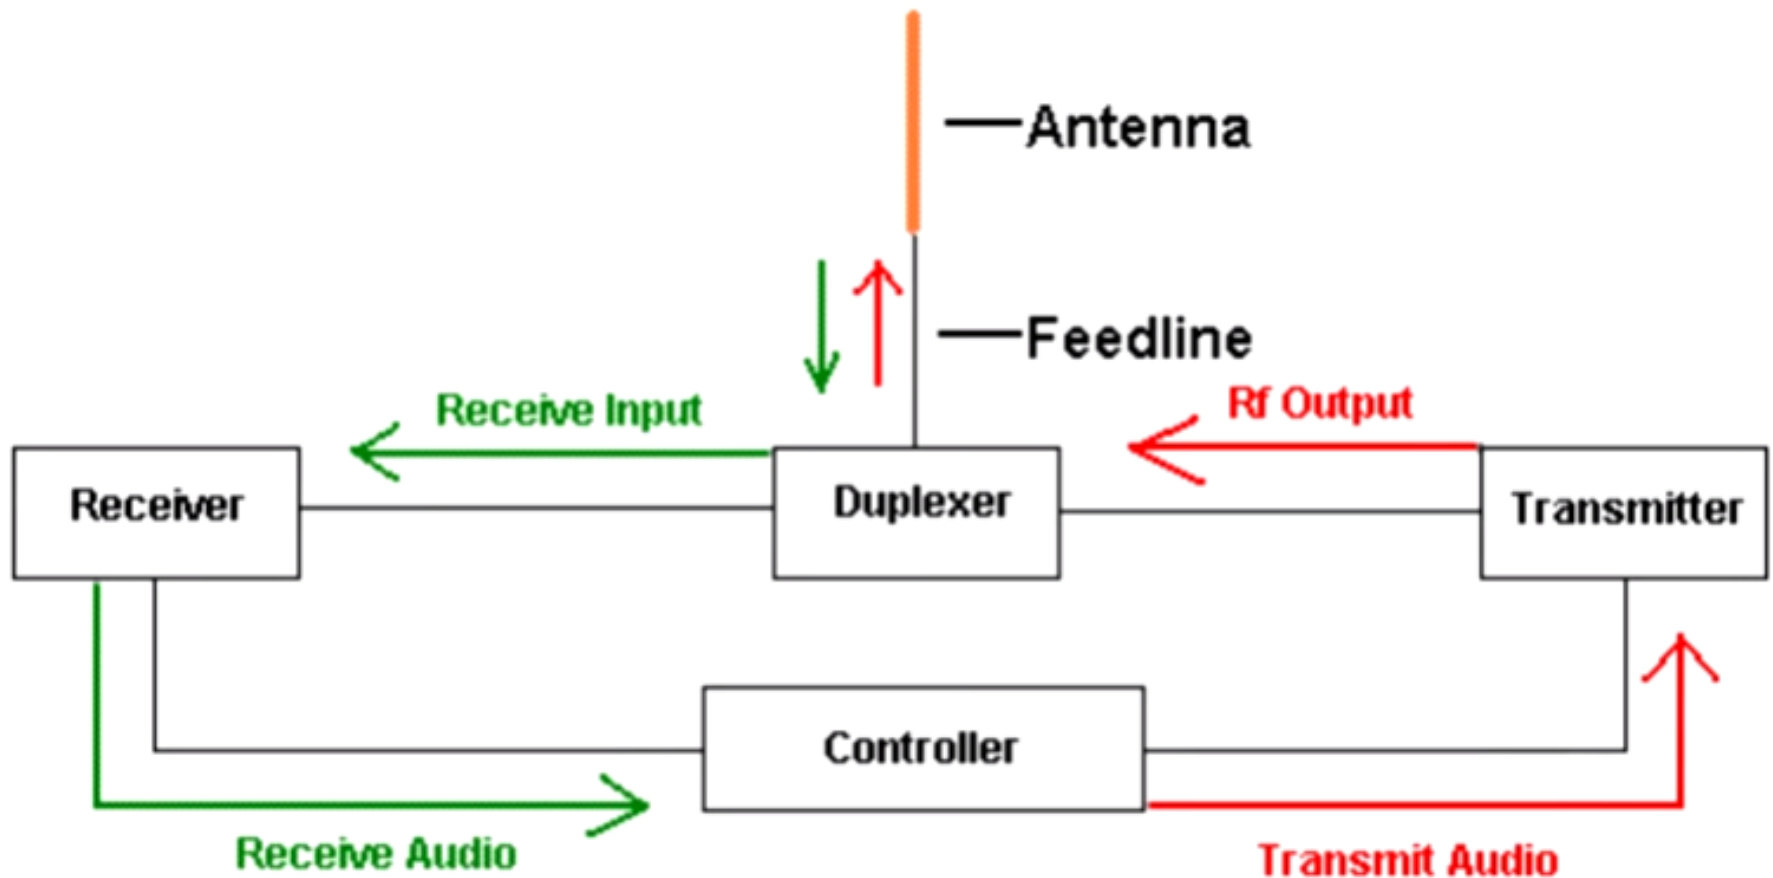 Antenna
Feedline
Receive Input
Rf Output
Receiver
Duplexer
Transmitter
Controller
Receive Audio
Transmit Audio